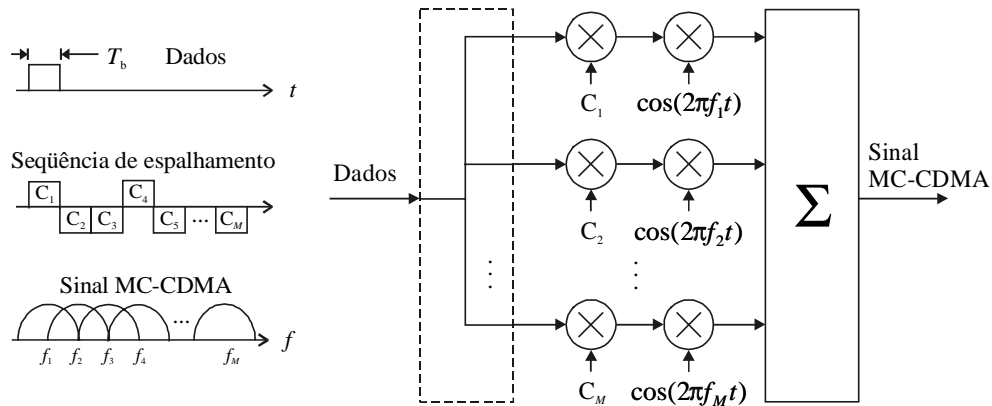 T_b Dados
t
Seqüência de espalhamento
C_1 C_2 C_3 C_4 C_5 ... C_M
Sinal MC-CDMA
...
f_1 f_2 f_3 f_4 f_M
f
Dados
C_1 cos(2πf_1t)
C_2 cos(2πf_2t)
⋮ ⋮
C_M cos(2πf_Mt)
Σ
Sinal
MC-CDMA